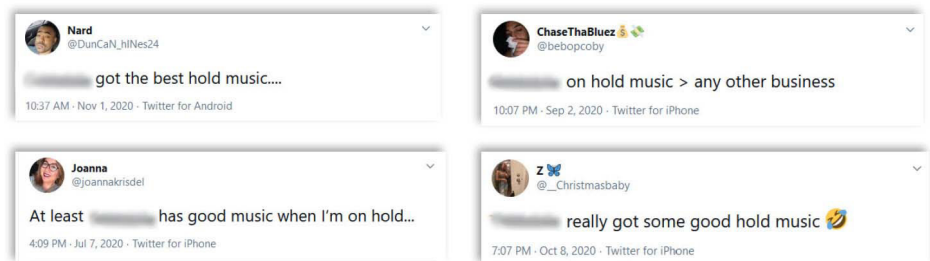 Nard
@DunCaN_hINes24
got the best hold music....
10:37 AM · Nov 1, 2020 · Twitter for Android
ChaseThaBluez💰💸
@bebopcoby
on hold music > any other business
10:07 PM · Sep 2, 2020 · Twitter for iPhone
Joanna
@joannakrisdel
At least has good music when I'm on hold...
4:09 PM · Jul 7, 2020 · Twitter for iPhone
Z 🦋
@__Christmasbaby
really got some good hold music 🤣
7:07 PM · Oct 8, 2020 · Twitter for iPhone